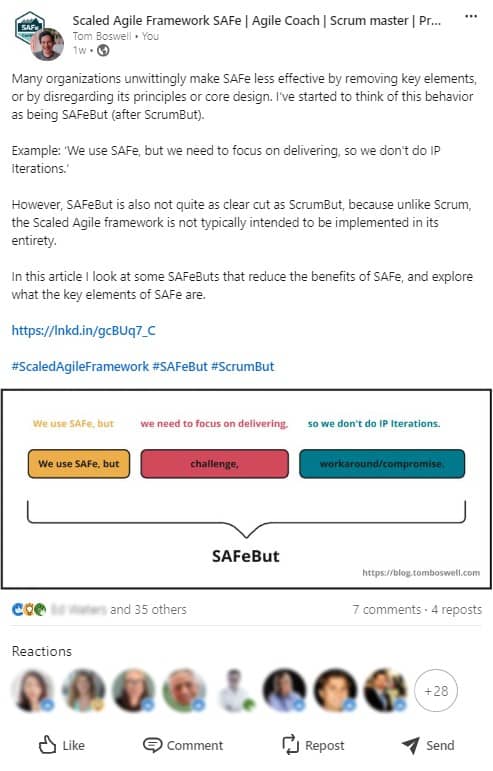 SAFe
Scaled Agile Framework SAFe | Agile Coach | Scrum master | Pr...
Tom Boswell • You
1w •
Many organizations unwittingly make SAFe less effective by removing key elements,
or by disregarding its principles or core design. I've started to think of this behavior
as being SAFeBut (after ScrumBut).
Example: 'We use SAFe, but we need to focus on delivering, so we don't do IP
Iterations.'
However, SAFeBut is also not quite as clear cut as ScrumBut, because unlike Scrum,
the Scaled Agile framework is not typically intended to be implemented in its
entirety.
In this article I look at some SAFeButs that reduce the benefits of SAFe, and explore
what the key elements of SAFe are.
https://lnkd.in/gcBUq7_C
#ScaledAgileFramework #SAFeBut #ScrumBut
We use SAFe, but we need to focus on delivering, so we don't do IP Iterations.
We use SAFe, but challenge, workaround/compromise.
SAFeBut
https://blog.tomboswell.com
and 35 others 7 comments • 4 reposts
Reactions
+28
Like Comment Repost Send